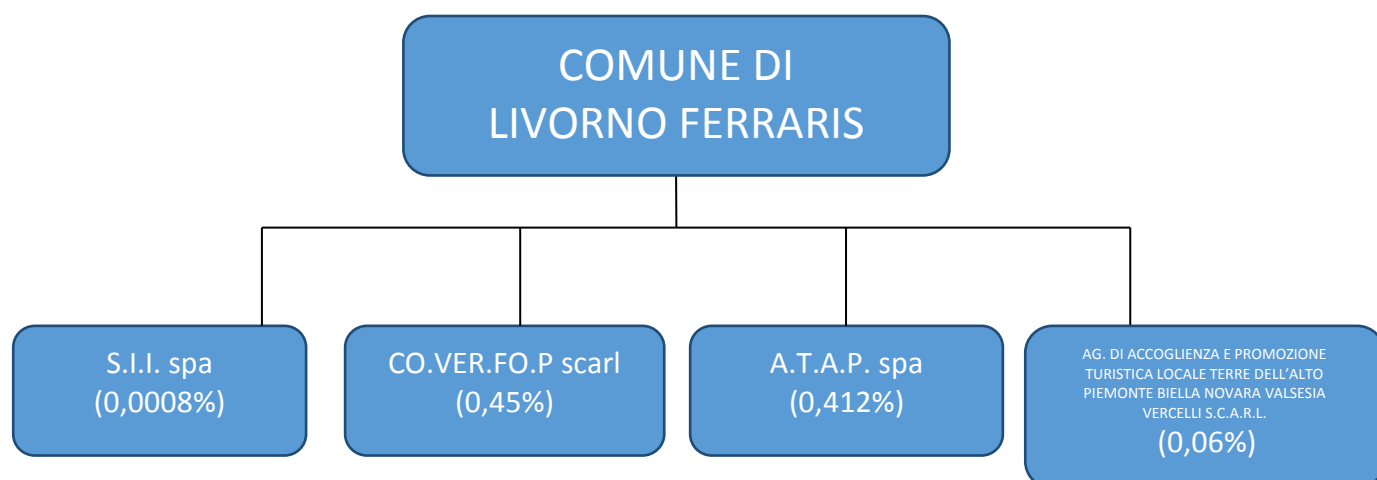 COMUNE DI
LIVORNO FERRARIS
S.I.I. spa
(0,0008%)
CO.VER.FO.P scarl
(0,45%)
A.T.A.P. spa
(0,412%)
AG. DI ACCOGLIENZA E PROMOZIONE
TURISTICA LOCALE TERRE DELL’ALTO
PIEMONTE BIELLA NOVARA VALSESIA
VERCELLI S.C.A.R.L.
(0,06%)